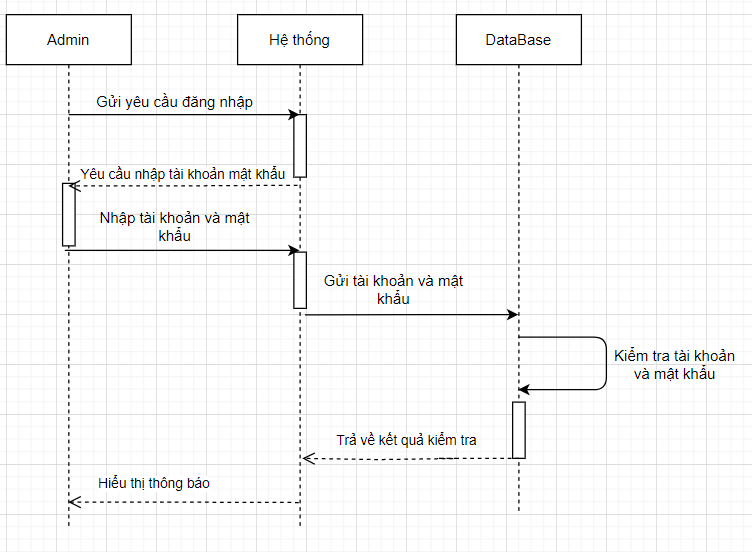 Admin
Hệ thống
DataBase
Gửi yêu cầu đăng nhập
Yêu cầu nhập tài khoản mật khẩu
Nhập tài khoản và mật
khẩu
Gửi tài khoản và mật
khẩu
Kiểm tra tài khoản
và mật khẩu
Trả về kết quả kiểm tra
Hiểu thị thông báo